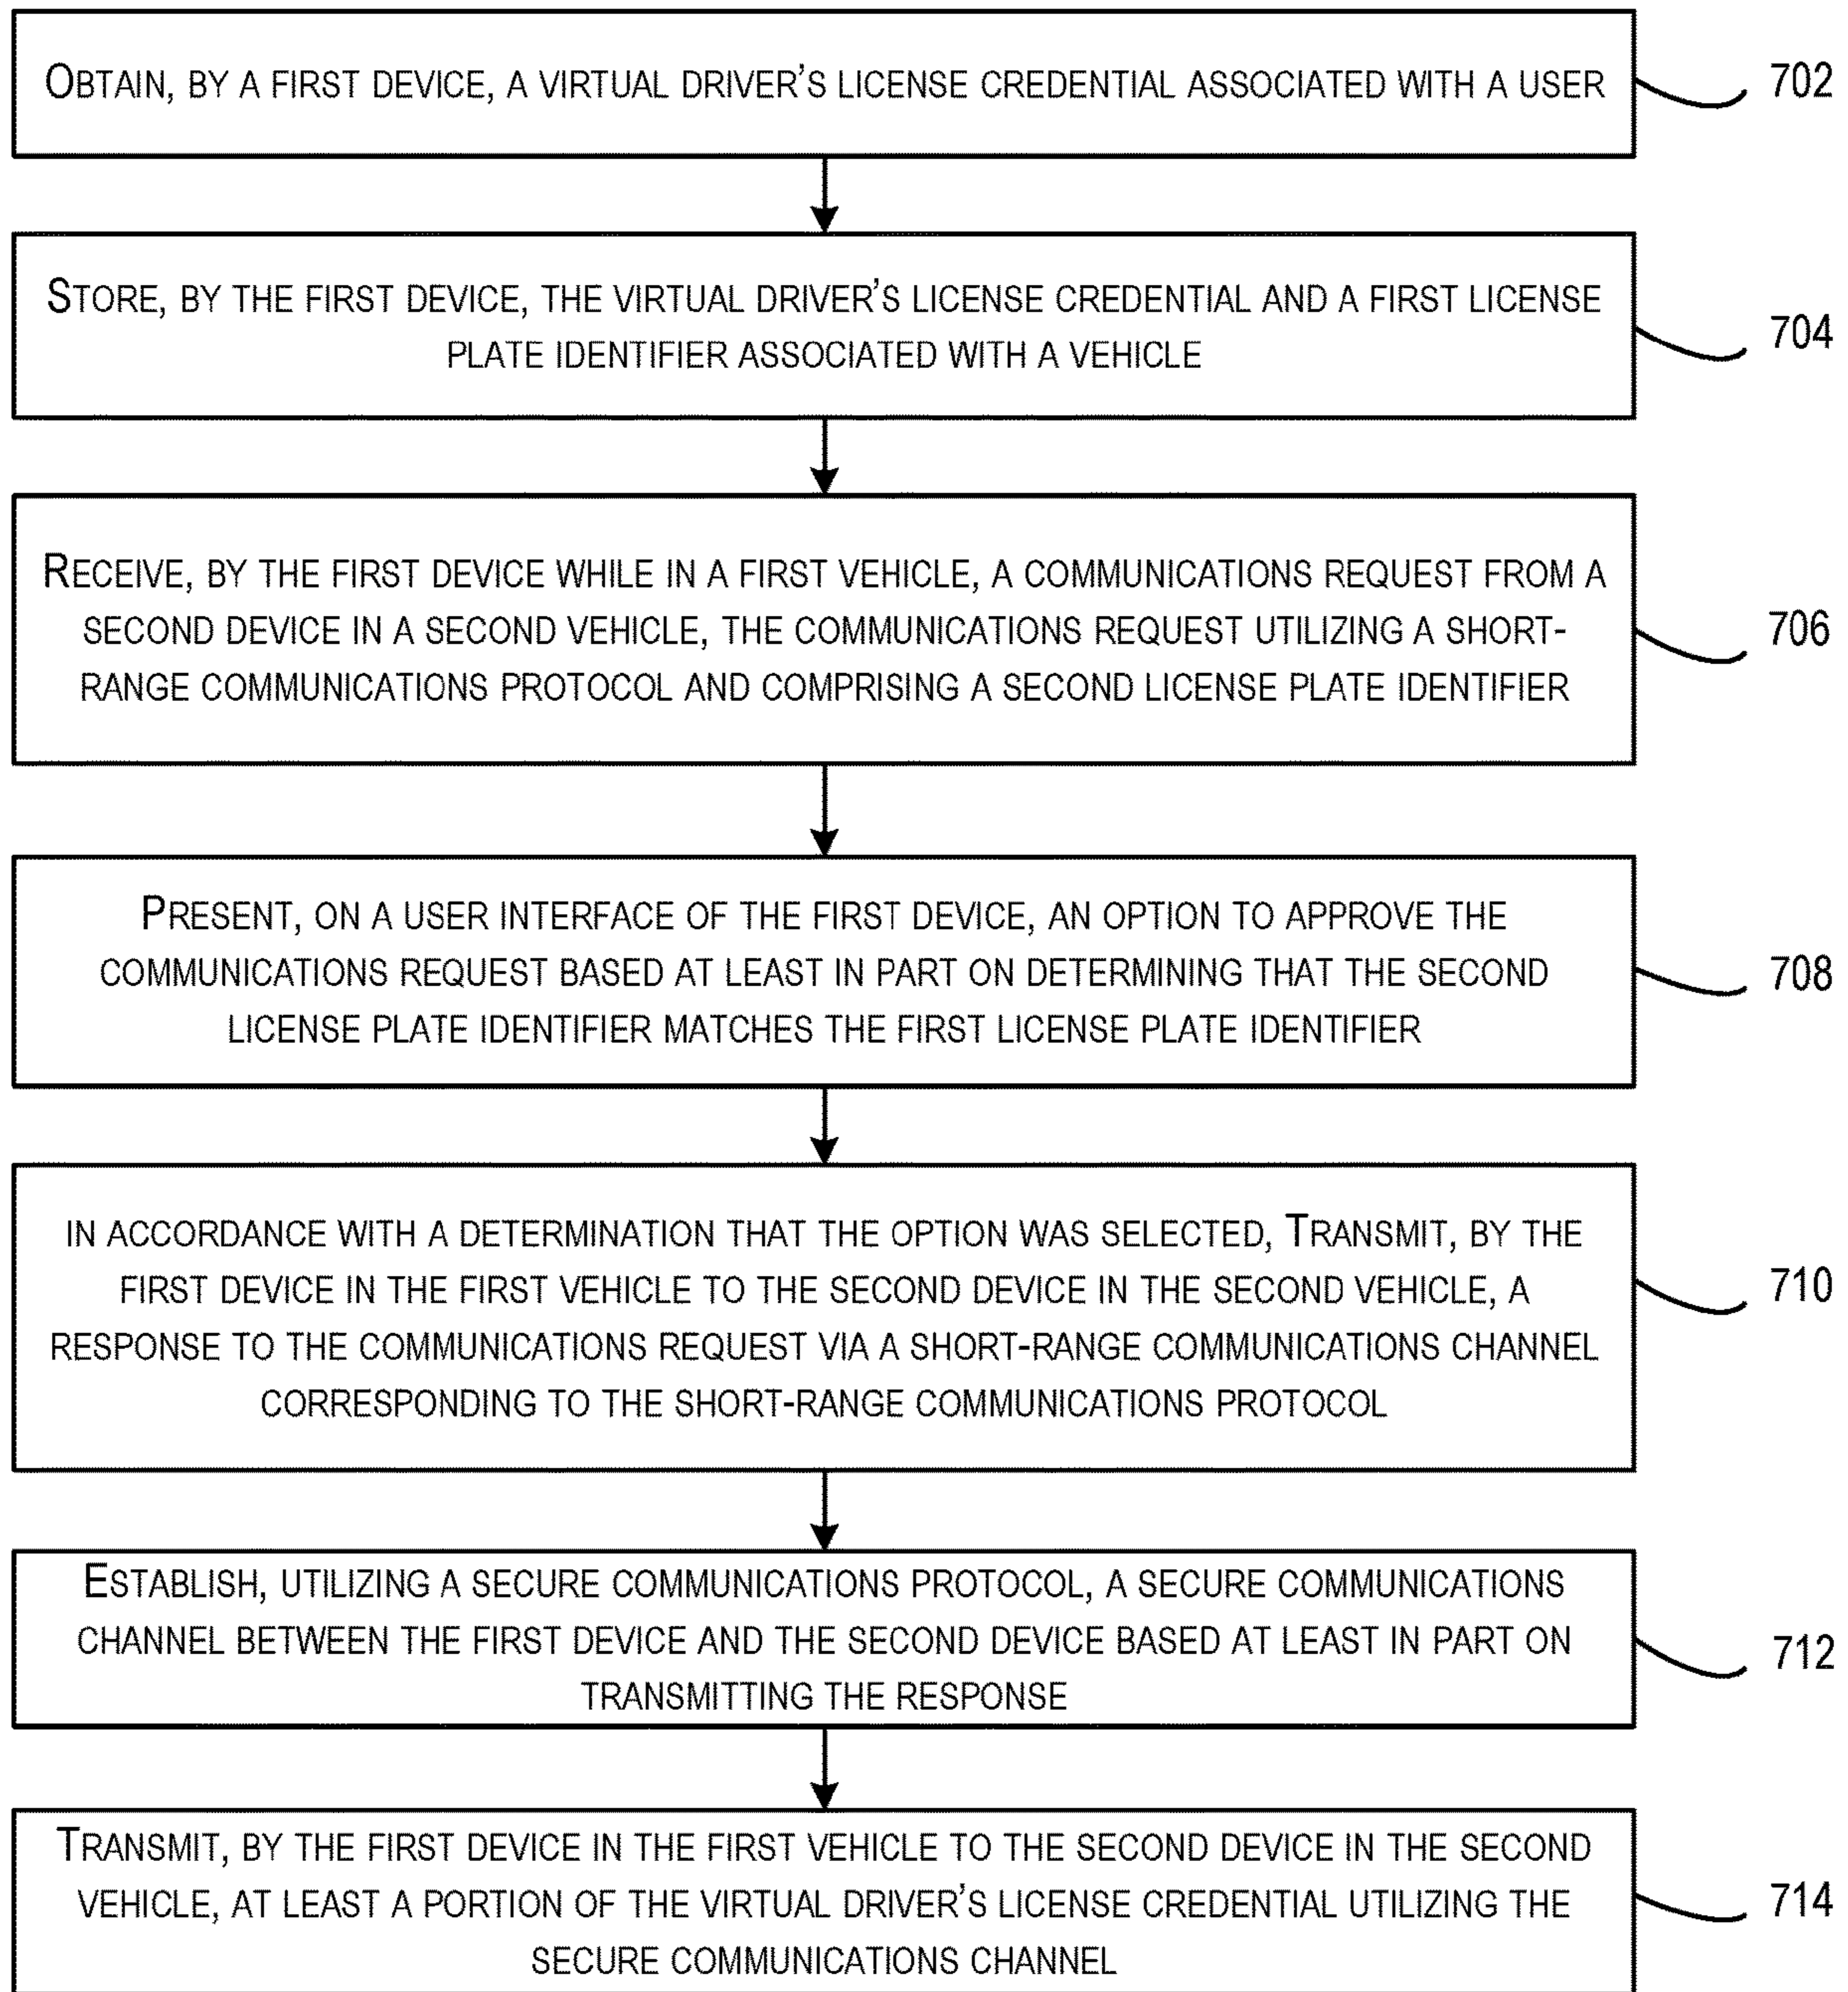 OBTAIN, BY A FIRST DEVICE, A VIRTUAL DRIVER'S LICENSE CREDENTIAL ASSOCIATED WITH A USER
702
STORE, BY THE FIRST DEVICE, THE VIRTUAL DRIVER'S LICENSE CREDENTIAL AND A FIRST LICENSE
PLATE IDENTIFIER ASSOCIATED WITH A VEHICLE
704
RECEIVE, BY THE FIRST DEVICE WHILE IN A FIRST VEHICLE, A COMMUNICATIONS REQUEST FROM A
SECOND DEVICE IN A SECOND VEHICLE, THE COMMUNICATIONS REQUEST UTILIZING A SHORT-
RANGE COMMUNICATIONS PROTOCOL AND COMPRISING A SECOND LICENSE PLATE IDENTIFIER
706
PRESENT, ON A USER INTERFACE OF THE FIRST DEVICE, AN OPTION TO APPROVE THE
COMMUNICATIONS REQUEST BASED AT LEAST IN PART ON DETERMINING THAT THE SECOND
LICENSE PLATE IDENTIFIER MATCHES THE FIRST LICENSE PLATE IDENTIFIER
708
IN ACCORDANCE WITH A DETERMINATION THAT THE OPTION WAS SELECTED, TRANSMIT, BY THE
FIRST DEVICE IN THE FIRST VEHICLE TO THE SECOND DEVICE IN THE SECOND VEHICLE, A
RESPONSE TO THE COMMUNICATIONS REQUEST VIA A SHORT-RANGE COMMUNICATIONS CHANNEL
CORRESPONDING TO THE SHORT-RANGE COMMUNICATIONS PROTOCOL
710
ESTABLISH, UTILIZING A SECURE COMMUNICATIONS PROTOCOL, A SECURE COMMUNICATIONS
CHANNEL BETWEEN THE FIRST DEVICE AND THE SECOND DEVICE BASED AT LEAST IN PART ON
TRANSMITTING THE RESPONSE
712
TRANSMIT, BY THE FIRST DEVICE IN THE FIRST VEHICLE TO THE SECOND DEVICE IN THE SECOND
VEHICLE, AT LEAST A PORTION OF THE VIRTUAL DRIVER'S LICENSE CREDENTIAL UTILIZING THE
SECURE COMMUNICATIONS CHANNEL
714